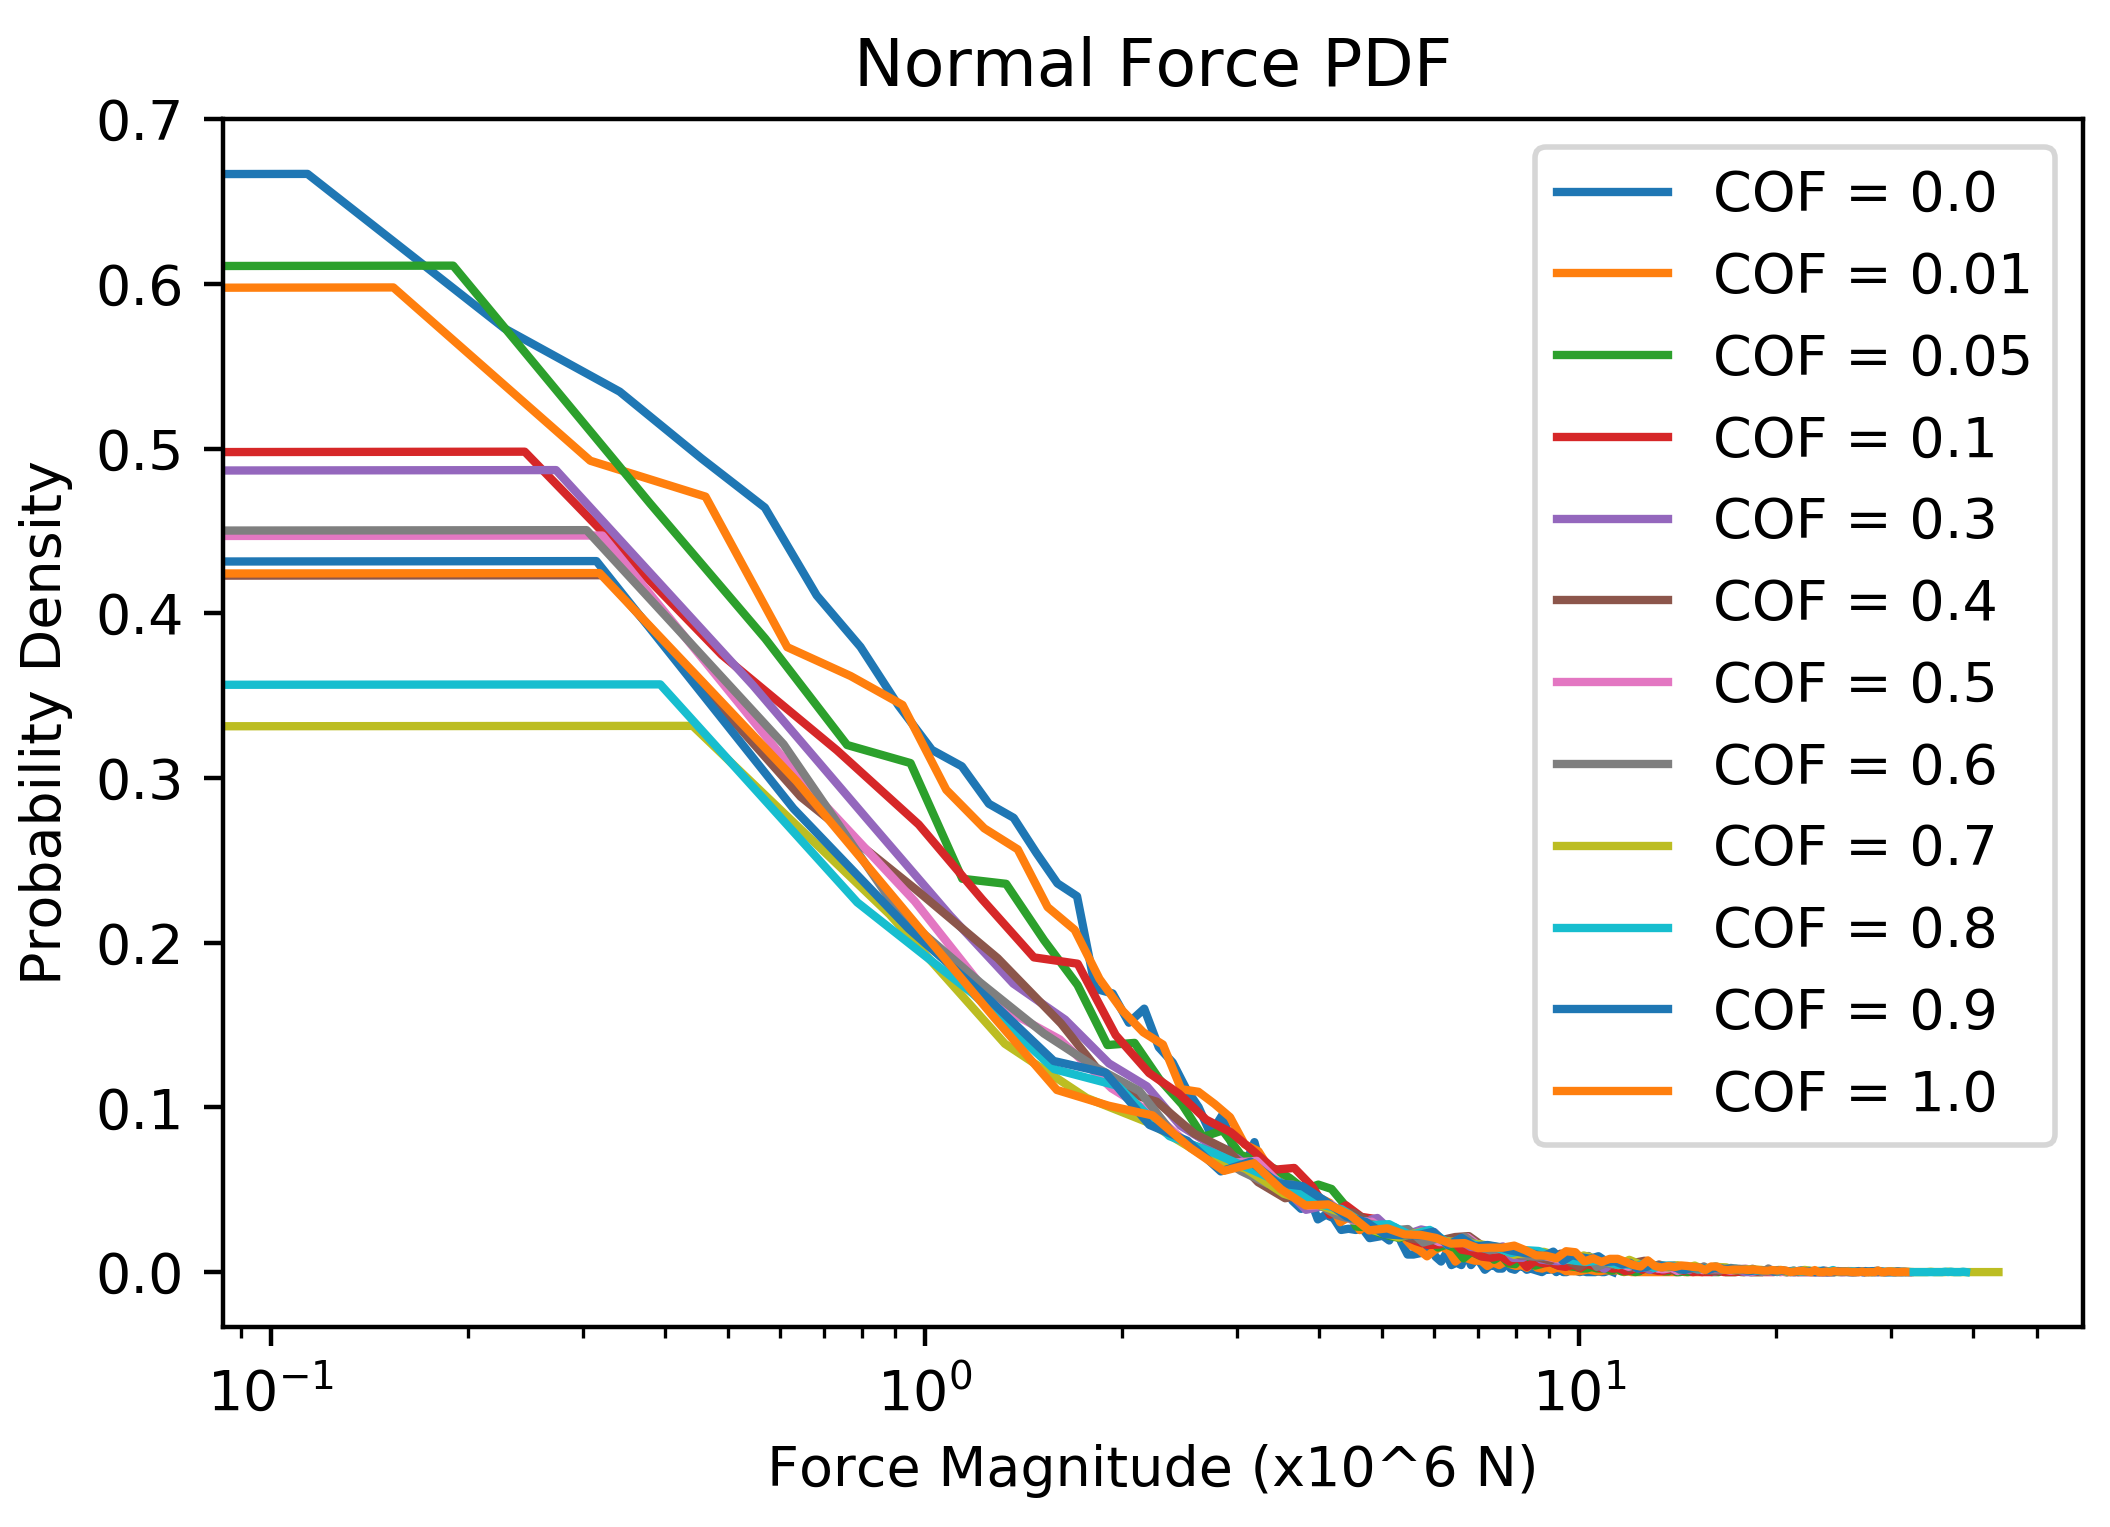 Normal Force PDF
0.7
0.6
0.5
0.4
0.3
0.2
0.1
0.0
Probability Density
COF = 0.0
COF = 0.01
COF = 0.05
COF = 0.1
COF = 0.3
COF = 0.4
COF = 0.5
COF = 0.6
COF = 0.7
COF = 0.8
COF = 0.9
COF = 1.0
10⁻¹ 10⁰ 10¹
Force Magnitude (x10^6 N)